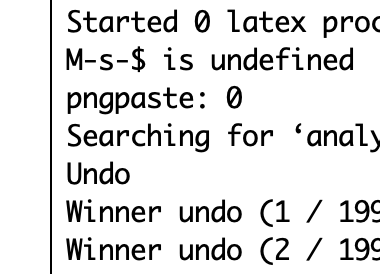 Started 0 latex proc
M-s-$ is undefined
pngpaste: 0
Searching for ‘analy
Undo
Winner undo (1 / 199
Winner undo (2 / 199